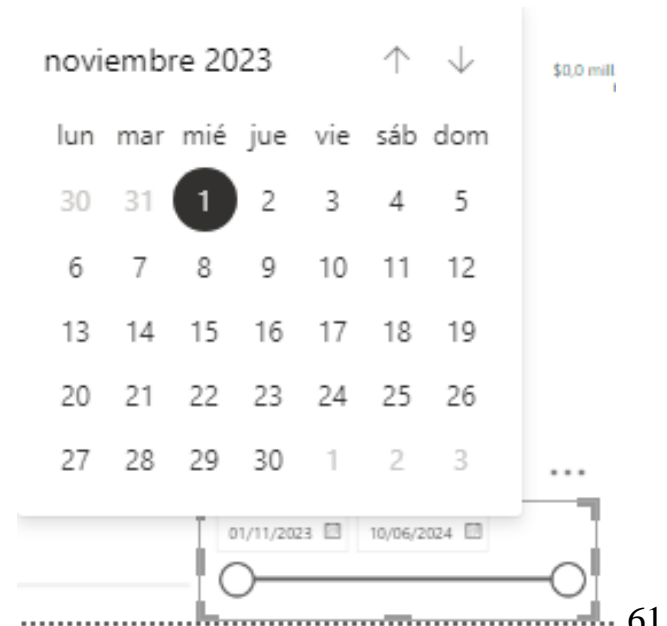 noviembre 2023
$0,0 mill
lun mar mié jue vie sáb dom
30 31 1 2 3 4 5
6 7 8 9 10 11 12
13 14 15 16 17 18 19
20 21 22 23 24 25 26
27 28 29 30 1 2 3
01/11/2023 10/06/2024
61